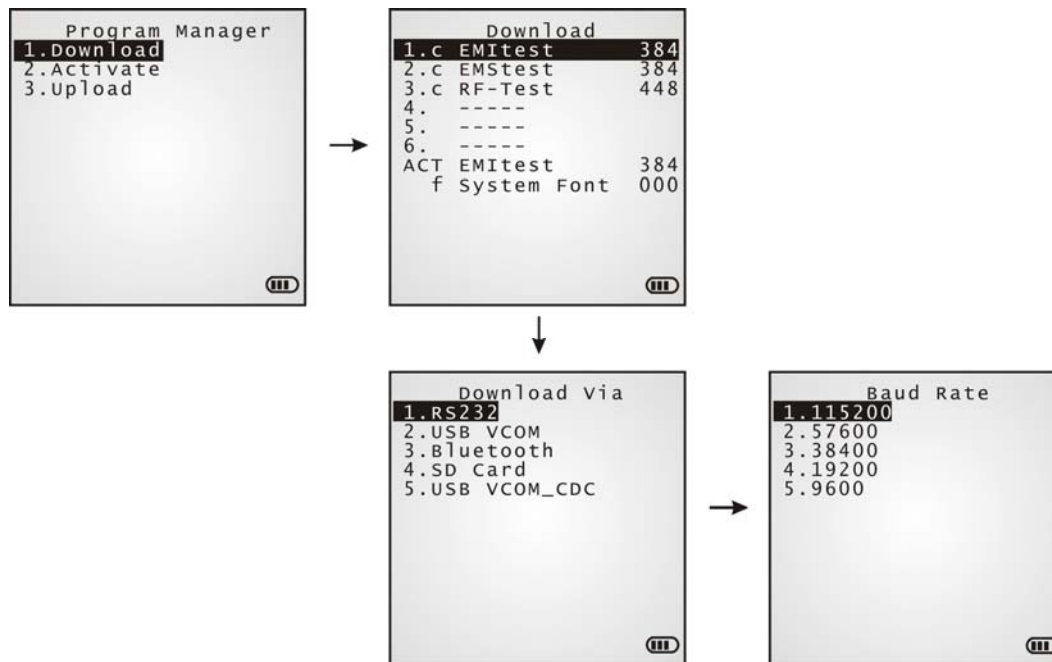 Program Manager
1.Download
2.Activate
3.Upload
Download
1.c EMItest 384
2.c EMStest 384
3.c RF-Test 448
4. -----
5. -----
6. -----
ACT EMItest 384
f System Font 000
Download Via
1.RS232
2.USB VCOM
3.Bluetooth
4.SD Card
5.USB VCOM_CDC
Baud Rate
1.115200
2.57600
3.38400
4.19200
5.9600